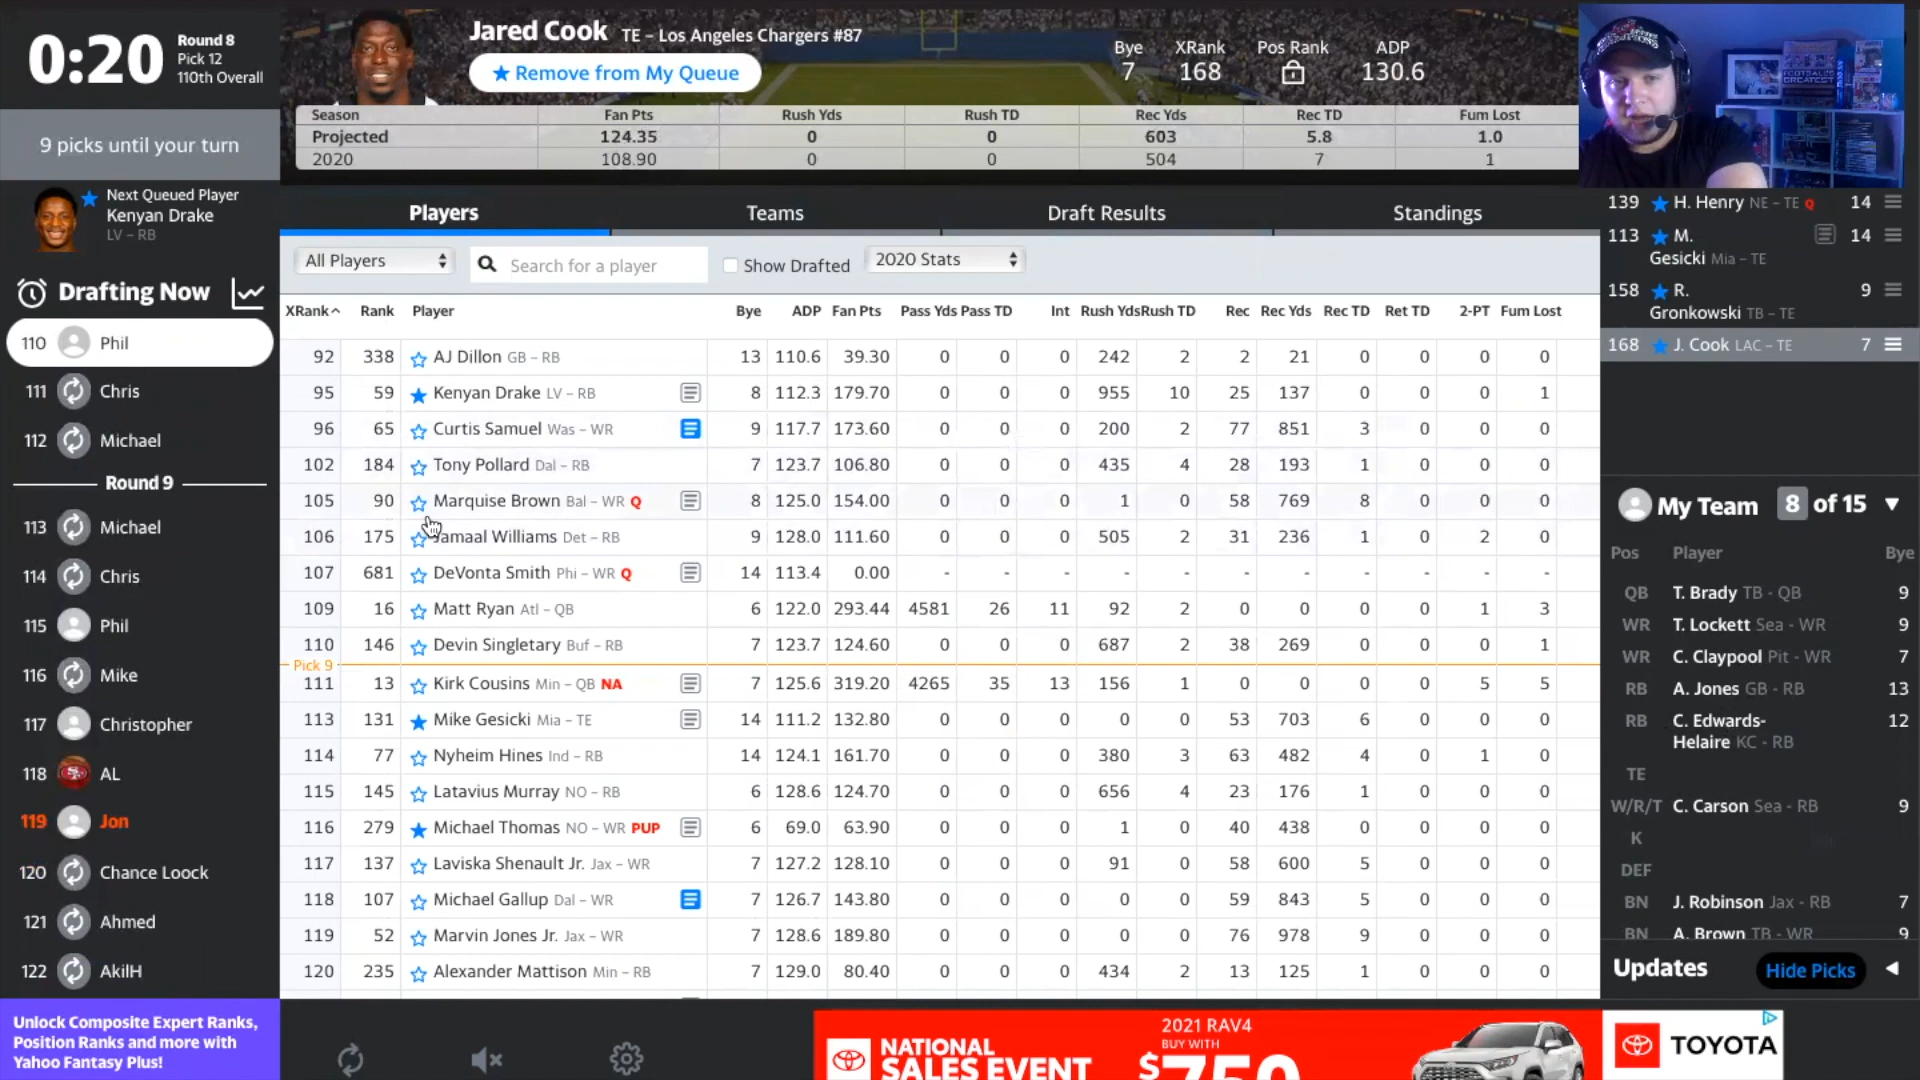 0:20
Round 8
Pick 12
110th Overall
9 picks until your turn
Next Queued Player
Kenyan Drake
LV – RB
Drafting Now
110 Phil
111 Chris
112 Michael
Round 9
113 Michael
114 Chris
115 Phil
116 Mike
117 Christopher
118 AL
119 Jon
120 Chance Loock
121 Ahmed
122 AkilH
Unlock Composite Expert Ranks,
Position Ranks and more with
Yahoo Fantasy Plus!
Jared Cook TE – Los Angeles Chargers #87
Remove from My Queue
Bye XRank Pos Rank ADP
7 168 130.6
Season Fan Pts Rush Yds Rush TD Rec Yds Rec TD Fum Lost
Projected 124.35 0 0 603 5.8 1.0
2020 108.90 0 0 504 7 1
Players Teams Draft Results Standings
All Players Search for a player Show Drafted 2020 Stats
XRank Rank Player Bye ADP Fan Pts Pass Yds Pass TD Int Rush Yds Rush TD Rec Rec Yds Rec TD Ret TD 2-PT Fum Lost
92 338 AJ Dillon GB – RB 13 110.6 39.30 0 0 0 242 2 2 21 0 0 0 0
95 59 Kenyan Drake LV – RB 8 112.3 179.70 0 0 0 955 10 25 137 0 0 0 1
96 65 Curtis Samuel Was – WR 9 117.7 173.60 0 0 0 200 2 77 851 3 0 0 0
102 184 Tony Pollard Dal – RB 7 123.7 106.80 0 0 0 435 4 28 193 1 0 0 0
105 90 Marquise Brown Bal – WR Q 8 125.0 154.00 0 0 0 1 0 58 769 8 0 0 0
106 175 Jamaal Williams Det – RB 9 128.0 111.60 0 0 0 505 2 31 236 1 0 2 0
107 681 DeVonta Smith Phi – WR Q 14 113.4 0.00 - - - - - - - - - - -
109 16 Matt Ryan Atl – QB 6 122.0 293.44 4581 26 11 92 2 0 0 0 0 1 3
110 146 Devin Singletary Buf – RB 7 123.7 124.60 0 0 0 687 2 38 269 0 0 0 1
Pick 9
111 13 Kirk Cousins Min – QB NA 7 125.6 319.20 4265 35 13 156 1 0 0 0 0 5 5
113 131 Mike Gesicki Mia – TE 14 111.2 132.80 0 0 0 0 0 53 703 6 0 0 0
114 77 Nyheim Hines Ind – RB 14 124.1 161.70 0 0 0 380 3 63 482 4 0 1 0
115 145 Latavius Murray NO – RB 6 128.6 124.70 0 0 0 656 4 23 176 1 0 0 0
116 279 Michael Thomas NO – WR PUP 6 69.0 63.90 0 0 0 1 0 40 438 0 0 0 0
117 137 Laviska Shenault Jr. Jax – WR 7 127.2 128.10 0 0 0 91 0 58 600 5 0 0 0
118 107 Michael Gallup Dal – WR 7 126.7 143.80 0 0 0 0 0 59 843 5 0 0 0
119 52 Marvin Jones Jr. Jax – WR 7 128.6 189.80 0 0 0 0 0 76 978 9 0 0 0
120 235 Alexander Mattison Min – RB 7 129.0 80.40 0 0 0 434 2 13 125 1 0 0 0
139 H. Henry NE – TE Q 14
113 M. 14
Gesicki Mia – TE
158 R. 9
Gronkowski TB – TE
168 J. Cook LAC – TE 7
My Team 8 of 15
Pos Player Bye
QB T. Brady TB - QB 9
WR T. Lockett Sea - WR 9
WR C. Claypool Pit - WR 7
RB A. Jones GB - RB 13
RB C. Edwards- 12
Helaire KC - RB
TE
W/R/T C. Carson Sea - RB 9
K
DEF
BN J. Robinson Jax - RB 7
BN A. Brown TB - WR 9
Updates Hide Picks
NATIONAL
SALES EVENT
2021 RAV4
BUY WITH
$750
TOYOTA